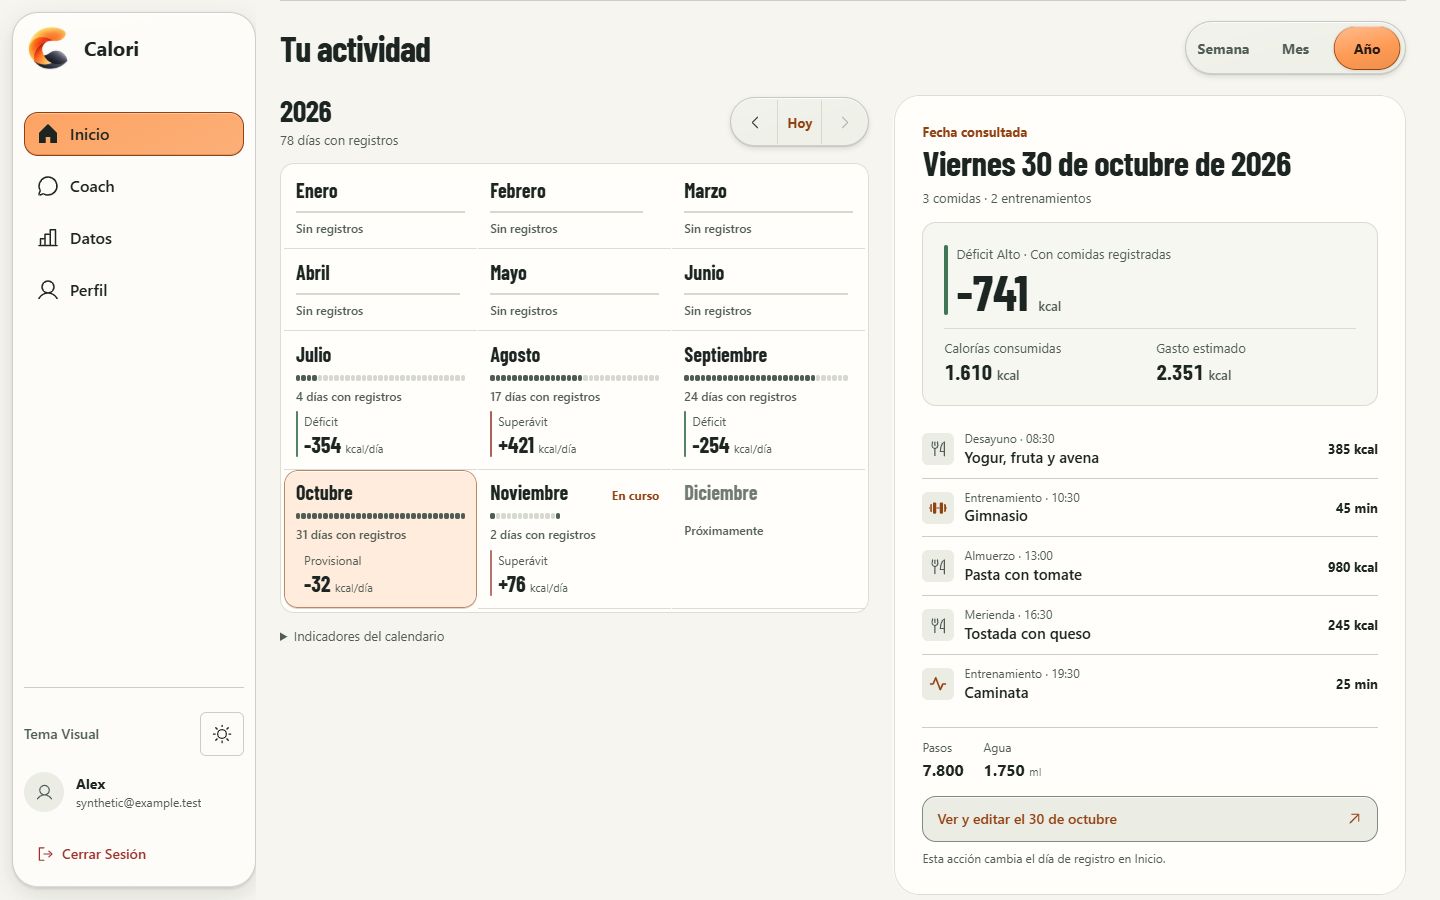 Calori
Inicio
Coach
Datos
Perfil
Tema Visual
Alex
synthetic@example.test
Cerrar Sesión
Tu actividad
Semana
Mes
Año
2026
78 días con registros
Hoy
Enero
Sin registros
Febrero
Sin registros
Marzo
Sin registros
Abril
Sin registros
Mayo
Sin registros
Junio
Sin registros
Julio
4 días con registros
Déficit
-354 kcal/día
Agosto
17 días con registros
Superávit
+421 kcal/día
Septiembre
24 días con registros
Déficit
-254 kcal/día
Octubre
31 días con registros
Provisional
-32 kcal/día
Noviembre
En curso
2 días con registros
Superávit
+76 kcal/día
Diciembre
Próximamente
Indicadores del calendario
Fecha consultada
Viernes 30 de octubre de 2026
3 comidas · 2 entrenamientos
Déficit Alto · Con comidas registradas
-741 kcal
Calorías consumidas
1.610 kcal
Gasto estimado
2.351 kcal
Desayuno · 08:30
Yogur, fruta y avena
385 kcal
Entrenamiento · 10:30
Gimnasio
45 min
Almuerzo · 13:00
Pasta con tomate
980 kcal
Merienda · 16:30
Tostada con queso
245 kcal
Entrenamiento · 19:30
Caminata
25 min
Pasos
7.800
Agua
1.750 ml
Ver y editar el 30 de octubre
Esta acción cambia el día de registro en Inicio.